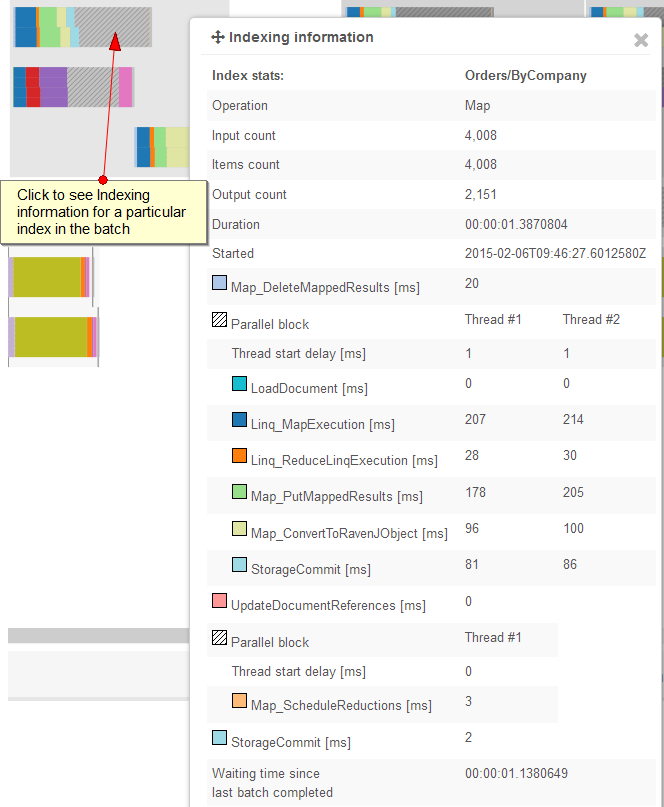 Indexing information
Index stats: Orders/ByCompany
Operation Map
Input count 4,008
Items count 4,008
Output count 2,151
Duration 00:00:01.3870804
Started 2015-02-06T09:46:27.6012580Z
Map_DeleteMappedResults [ms] 20
Parallel block Thread #1 Thread #2
Thread start delay [ms] 1 1
LoadDocument [ms] 0 0
Linq_MapExecution [ms] 207 214
Linq_ReduceLinqExecution [ms] 28 30
Map_PutMappedResults [ms] 178 205
Map_ConvertToRavenJObject [ms] 96 100
StorageCommit [ms] 81 86
UpdateDocumentReferences [ms] 0
Parallel block Thread #1
Thread start delay [ms] 0
Map_ScheduleReductions [ms] 3
StorageCommit [ms] 2
Waiting time since 00:00:01.1380649
last batch completed
Click to see Indexing
information for a particular
index in the batch